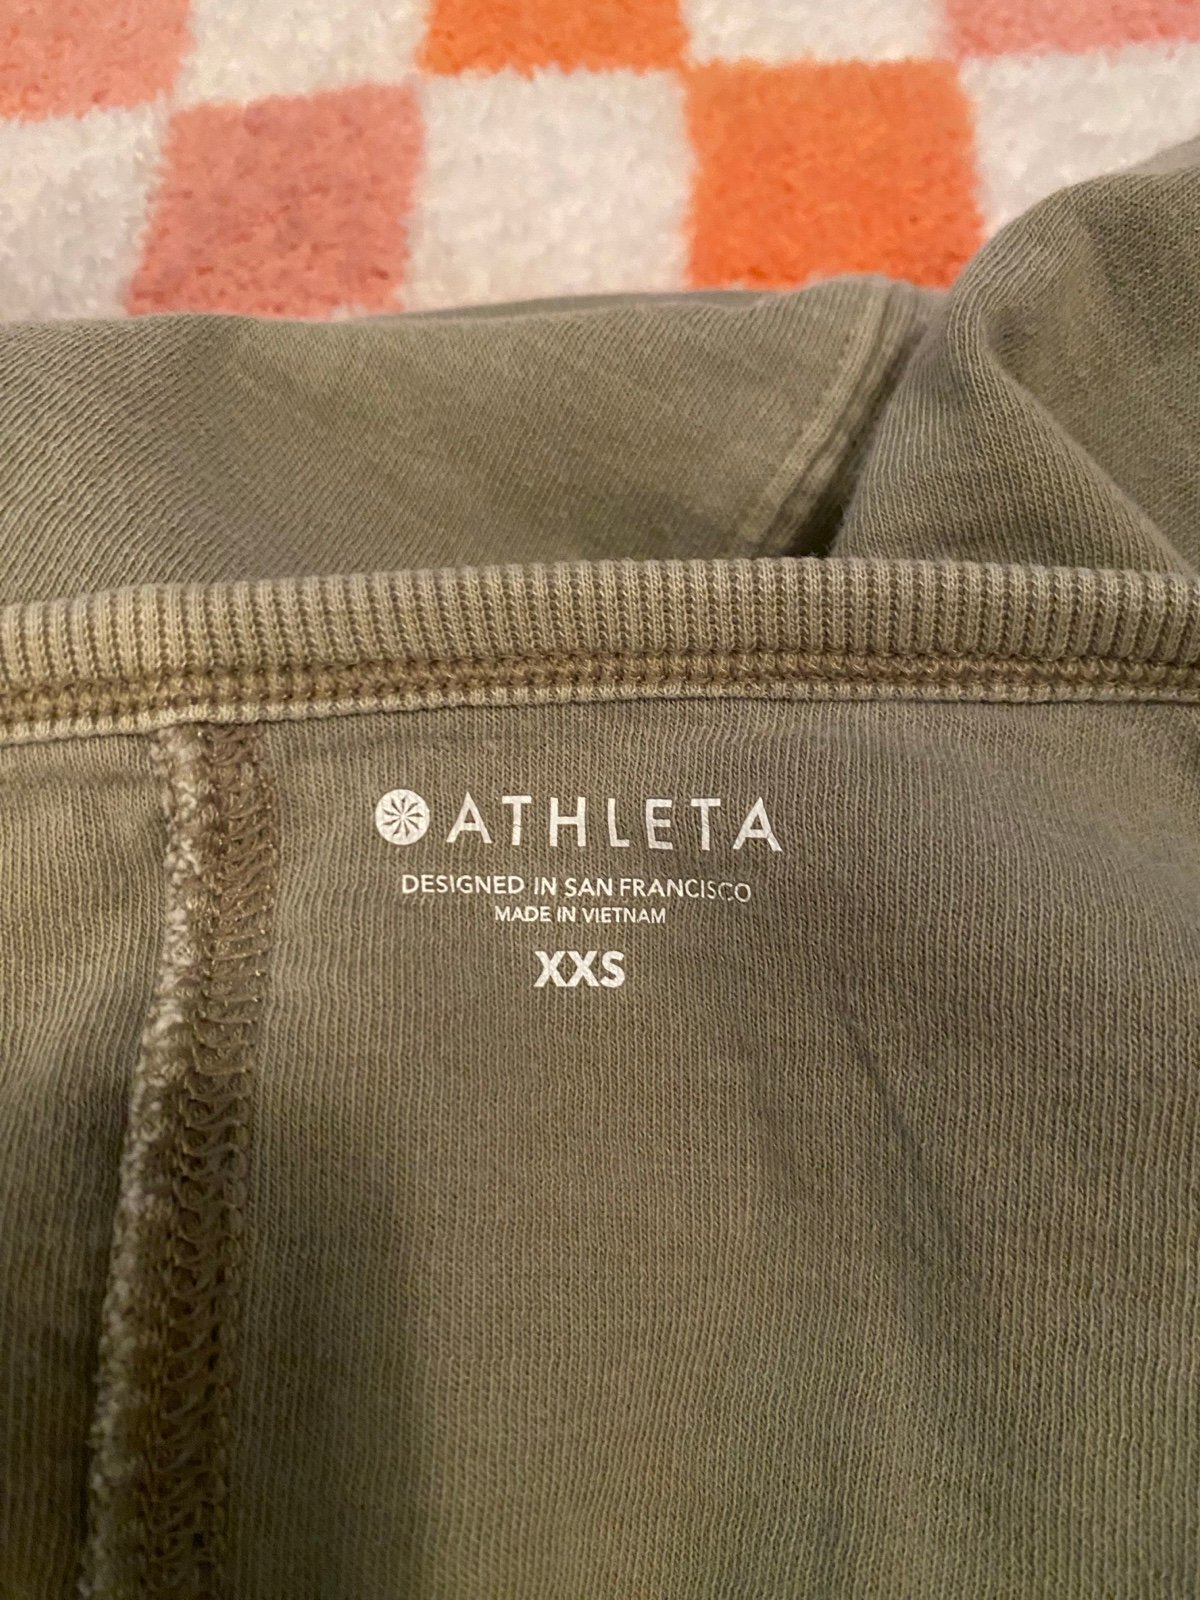 ATHLETA
DESIGNED IN SAN FRANCISCO
MADE IN VIETNAM
XXS